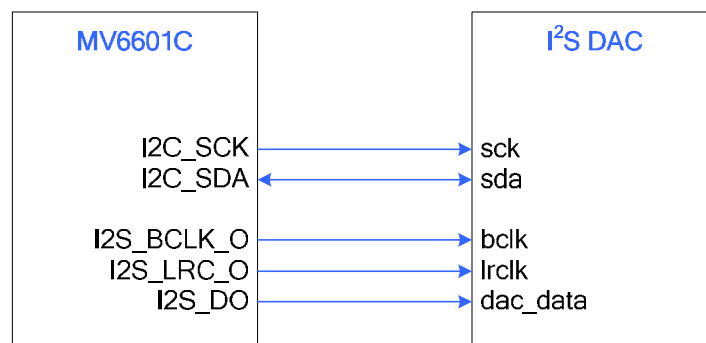 MV6601C
I2C_SCK
I2C_SDA
I2S_BCLK_O
I2S_LRC_O
I2S_DO
I²S DAC
sck
sda
bclk
lrclk
dac_data